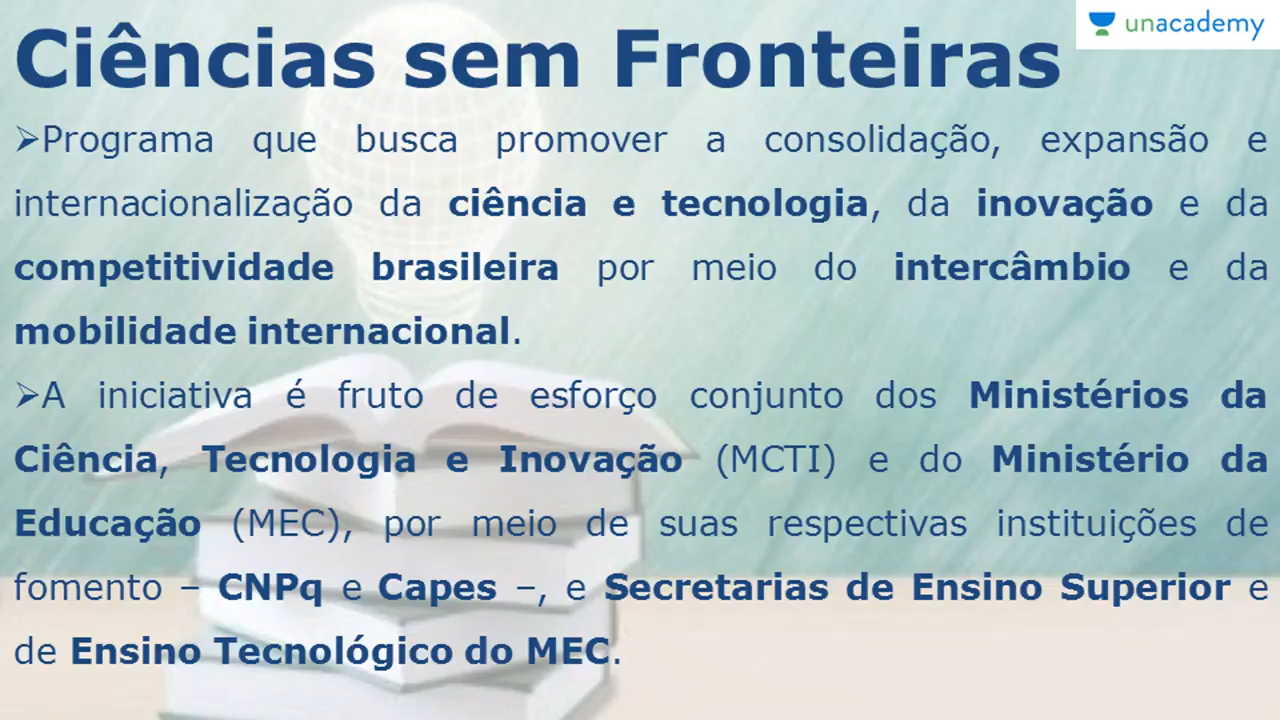 unacademy
Ciências sem Fronteiras
➢Programa que busca promover a consolidação, expansão e
internacionalização da ciência e tecnologia, da inovação e da
competitividade brasileira por meio do intercâmbio e da
mobilidade internacional.
➢A iniciativa é fruto de esforço conjunto dos Ministérios da
Ciência, Tecnologia e Inovação (MCTI) e do Ministério da
Educação (MEC), por meio de suas respectivas instituições de
fomento – CNPq e Capes –, e Secretarias de Ensino Superior e
de Ensino Tecnológico do MEC.